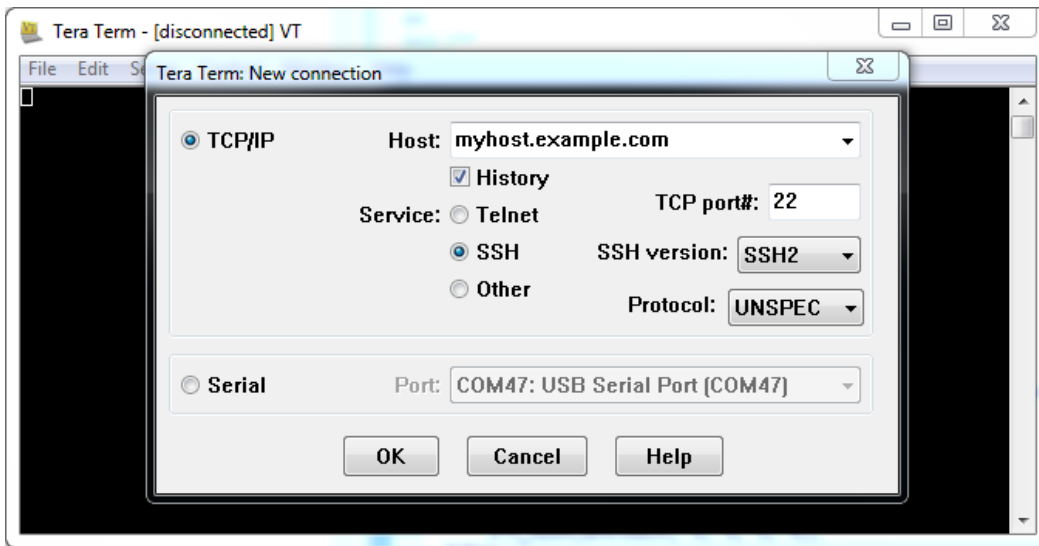 Tera Term - [disconnected] VT
File Edit Se
Tera Term: New connection
TCP/IP Host: myhost.example.com
History
TCP port#: 22
Service: Telnet
SSH SSH version: SSH2
Other
Protocol: UNSPEC
Serial Port: COM47: USB Serial Port (COM47)
OK Cancel Help